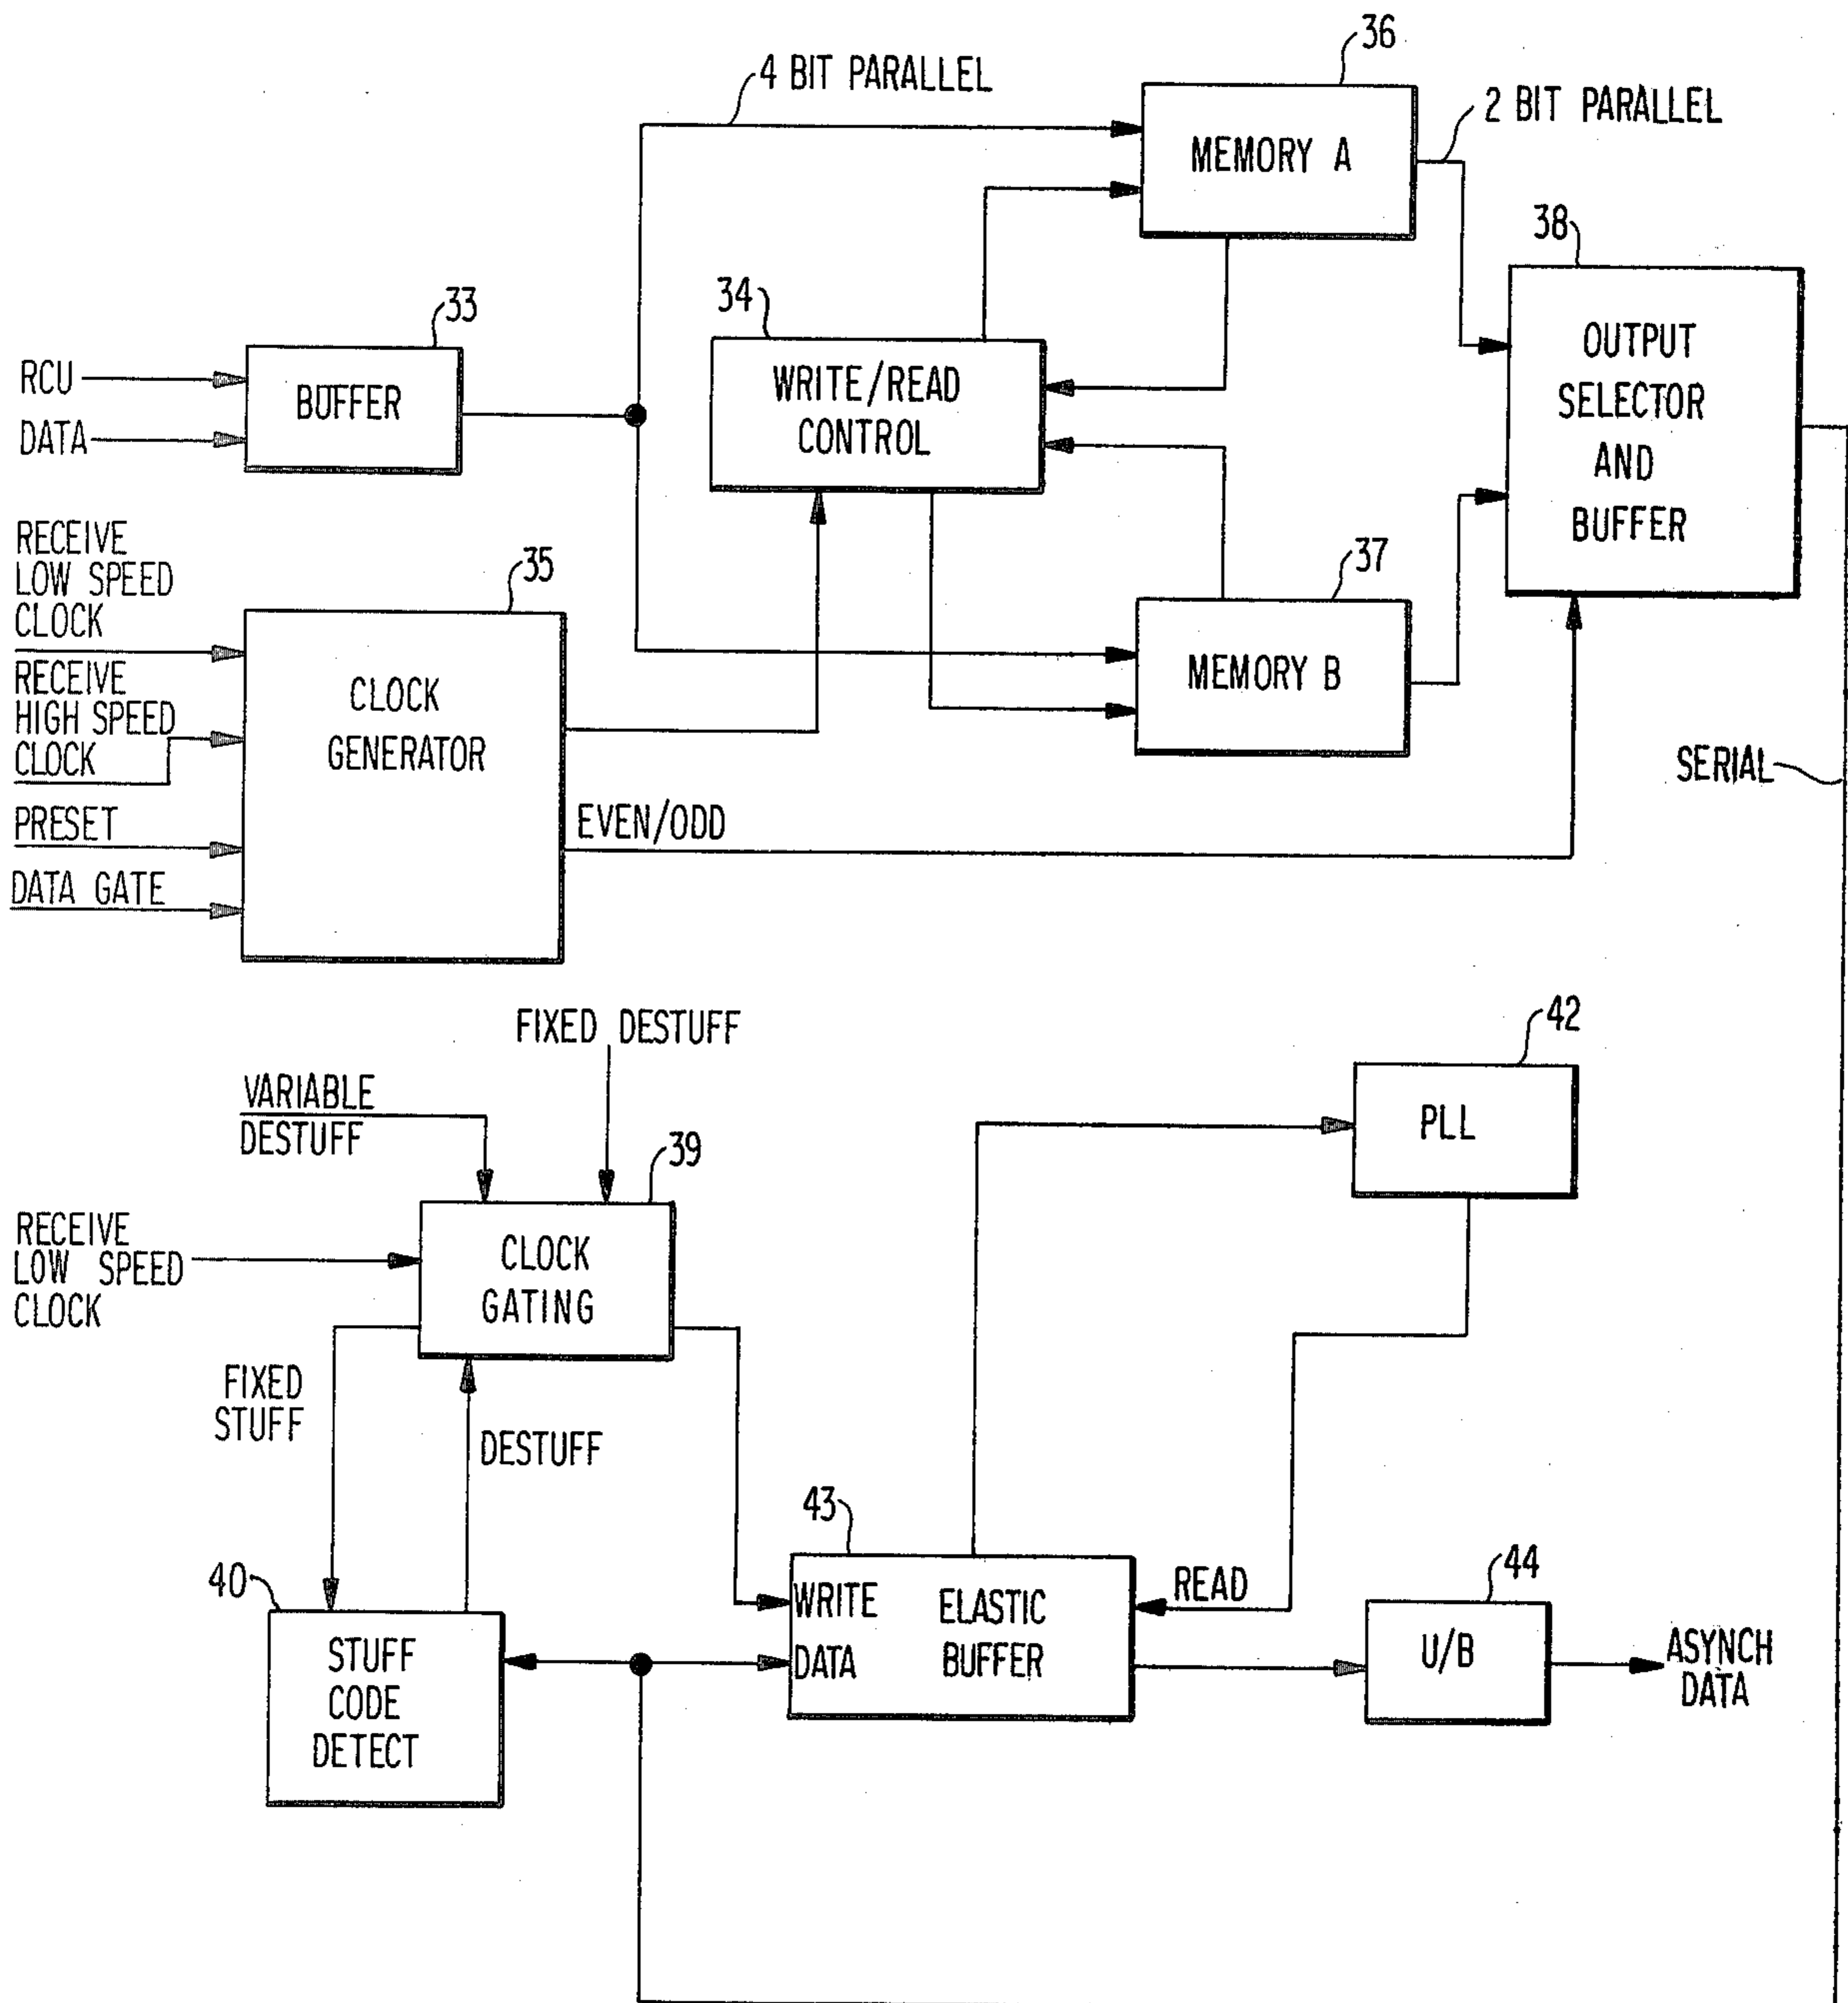 4 BIT PARALLEL
36
MEMORY A
2 BIT PARALLEL
38
OUTPUT
SELECTOR
AND
BUFFER
34
WRITE/READ
CONTROL
33
BUFFER
RCU
DATA
RECEIVE
LOW SPEED
CLOCK
RECEIVE
HIGH SPEED
CLOCK
PRESET
DATA GATE
35
CLOCK
GENERATOR
EVEN/ODD
37
MEMORY B
SERIAL
FIXED DESTUFF
VARIABLE
DESTUFF
39
CLOCK
GATING
RECEIVE
LOW SPEED
CLOCK
42
PLL
FIXED
STUFF
DESTUFF
40
STUFF
CODE
DETECT
43
WRITE
DATA
ELASTIC
BUFFER
READ
44
U/B
ASYNCH
DATA